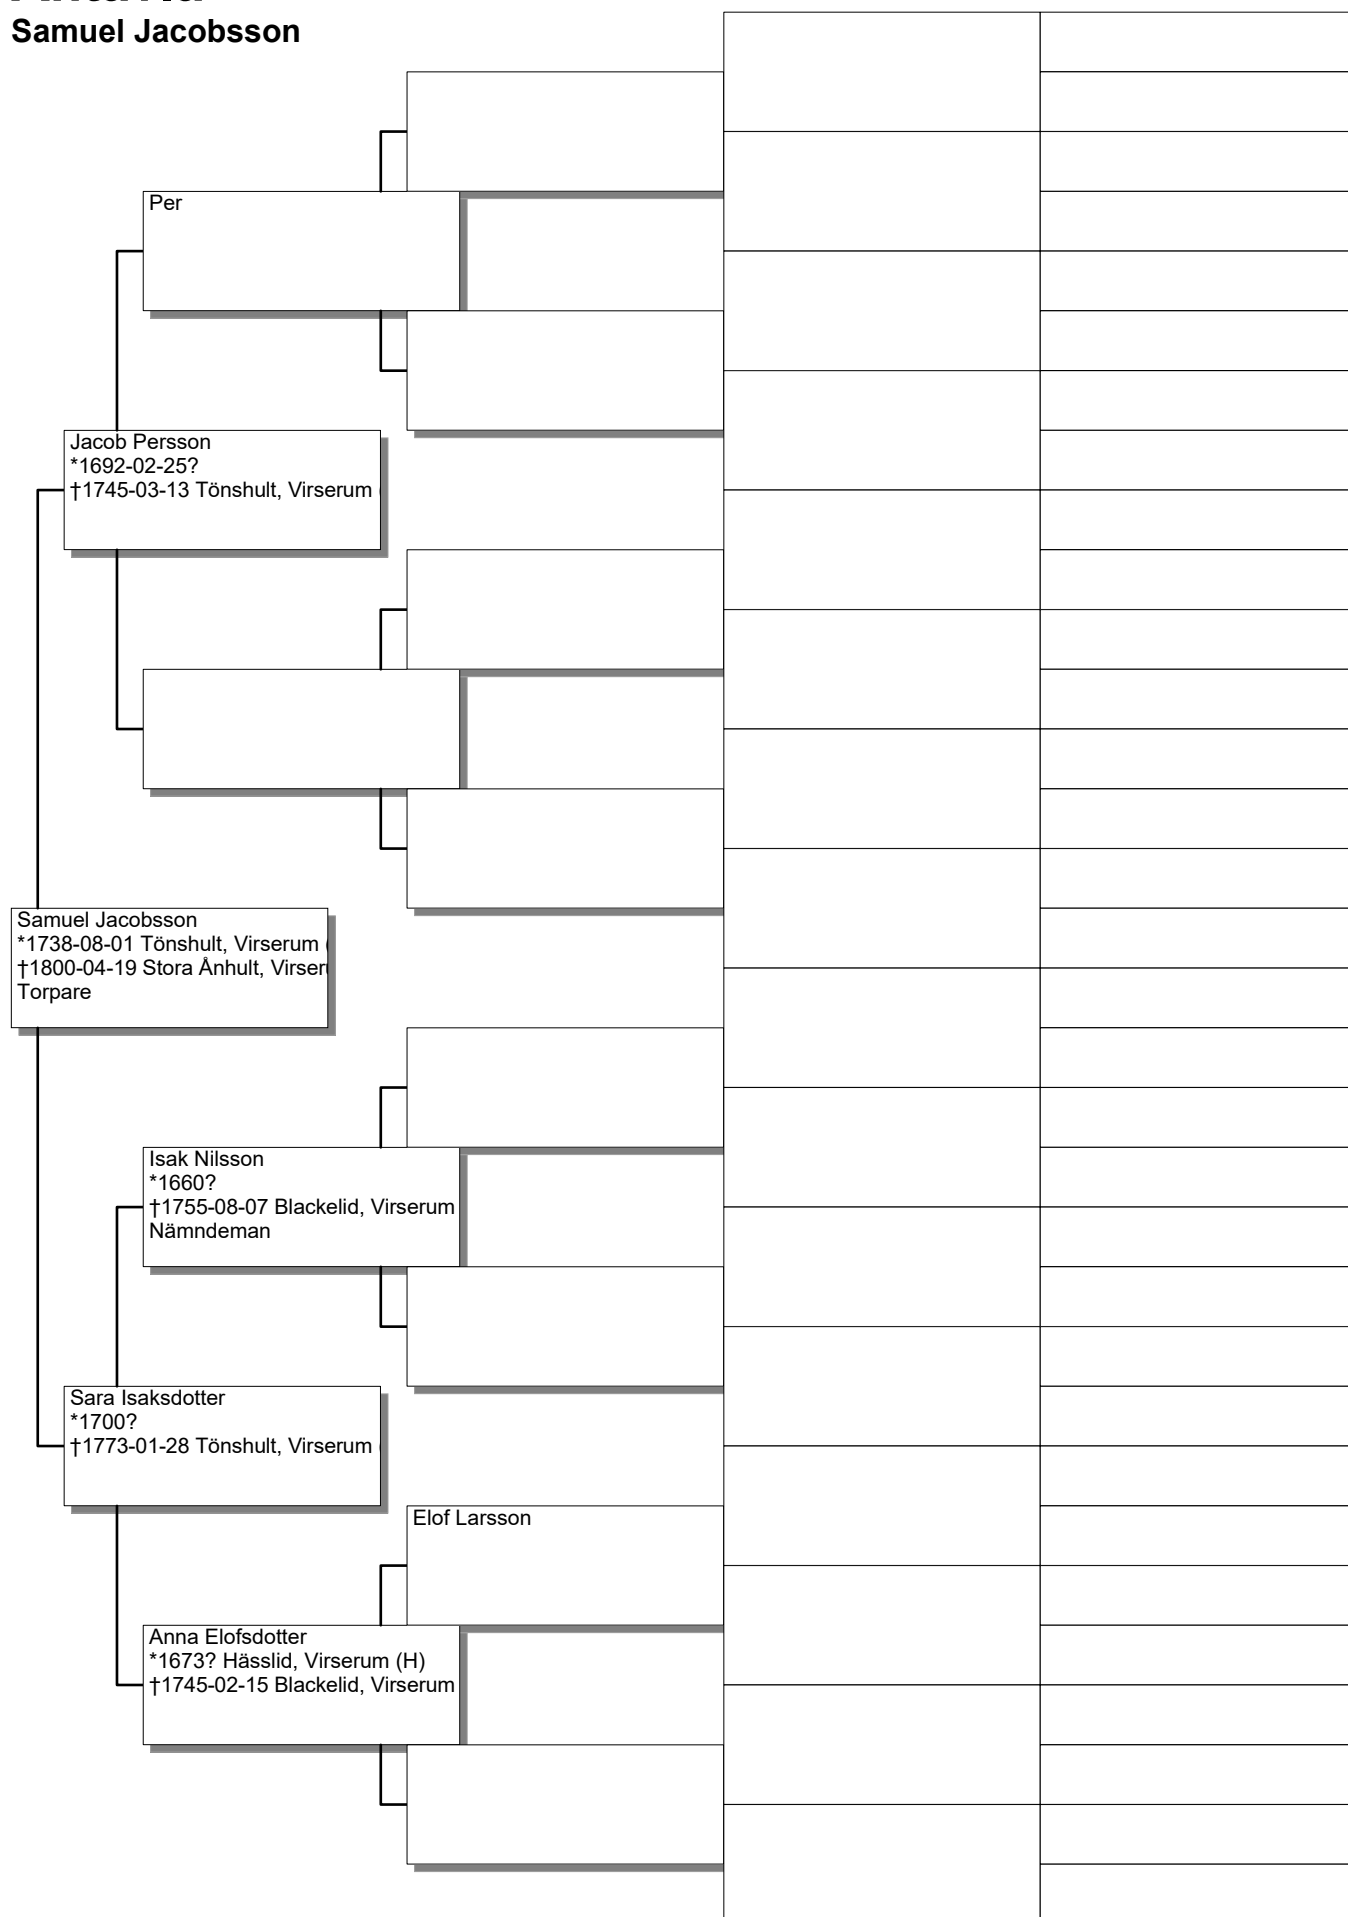 Samuel Jacobsson
Per
Jacob Persson
*1692-02-25?
†1745-03-13 Tönshult, Virserum (
Samuel Jacobsson
*1738-08-01 Tönshult, Virserum (
†1800-04-19 Stora Ånhult, Virseru
Torpare
Isak Nilsson
*1660?
†1755-08-07 Blackelid, Virserum
Nämndeman
Sara Isaksdotter
*1700?
†1773-01-28 Tönshult, Virserum (
Elof Larsson
Anna Elofsdotter
*1673? Hässlid, Virserum (H)
†1745-02-15 Blackelid, Virserum